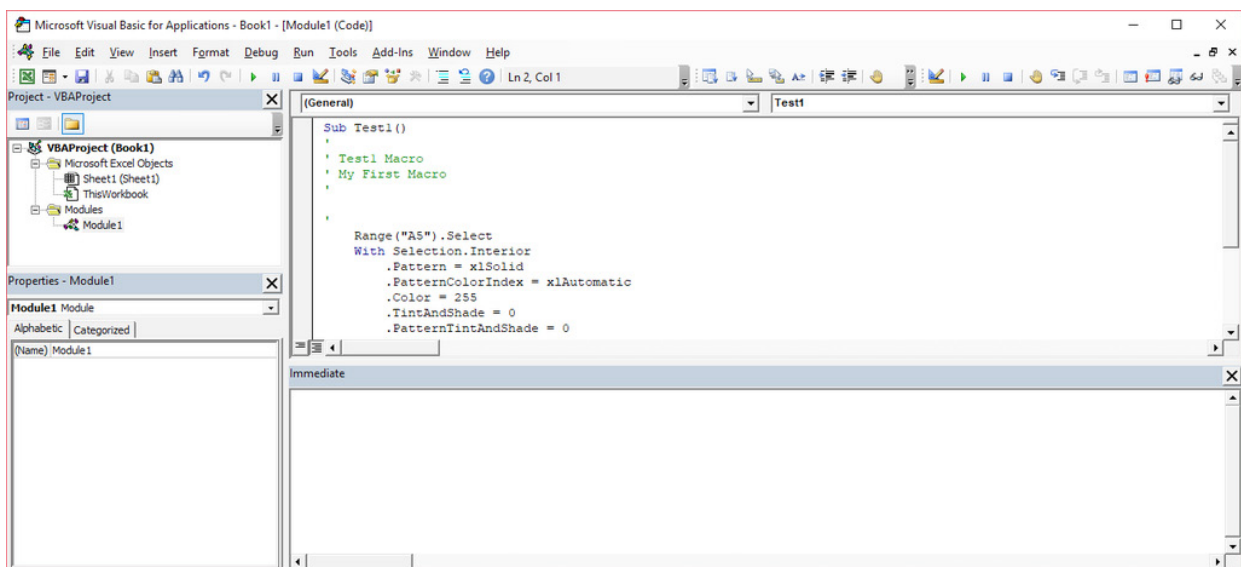 Microsoft Visual Basic for Applications - Book1 - [Module1 (Code)]
File Edit View Insert Format Debug Run Tools Add-Ins Window Help
Ln 2, Col 1
Project - VBAProject
VBAProject (Book1)
Microsoft Excel Objects
Sheet1 (Sheet1)
ThisWorkbook
Modules
Module1
Properties - Module1
Module1 Module
Alphabetic Categorized
(Name) Module1
(General) Test1
Sub Test1()
'
' Test1 Macro
' My First Macro
'
'
Range("A5").Select
With Selection.Interior
.Pattern = xlSolid
.PatternColorIndex = xlAutomatic
.Color = 255
.TintAndShade = 0
.PatternTintAndShade = 0
Immediate